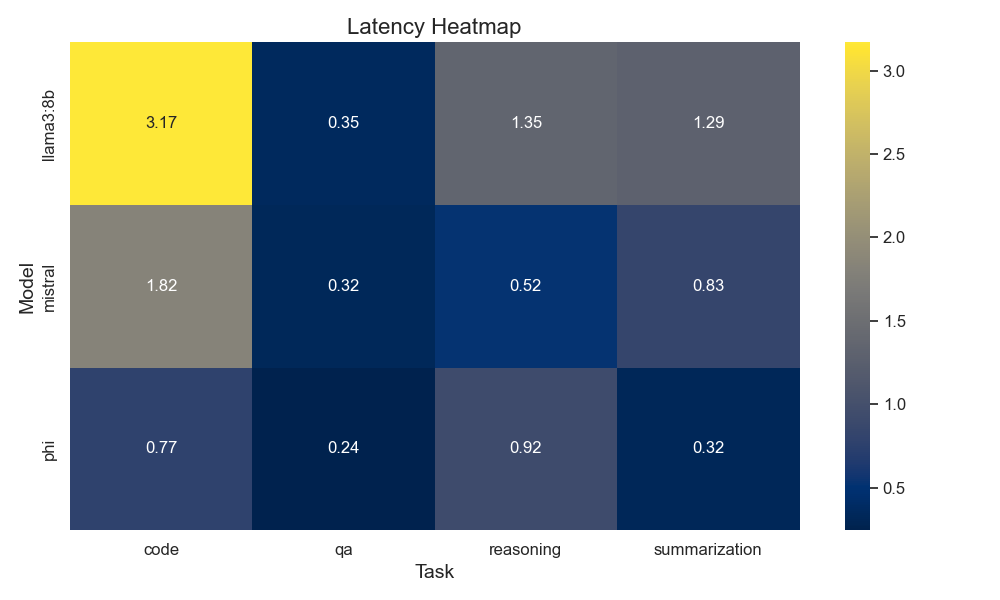 Latency Heatmap
Model
llama3:8b
3.17
0.35
1.35
1.29
mistral
1.82
0.32
0.52
0.83
phi
0.77
0.24
0.92
0.32
code
qa
reasoning
summarization
Task
3.0
2.5
2.0
1.5
1.0
0.5